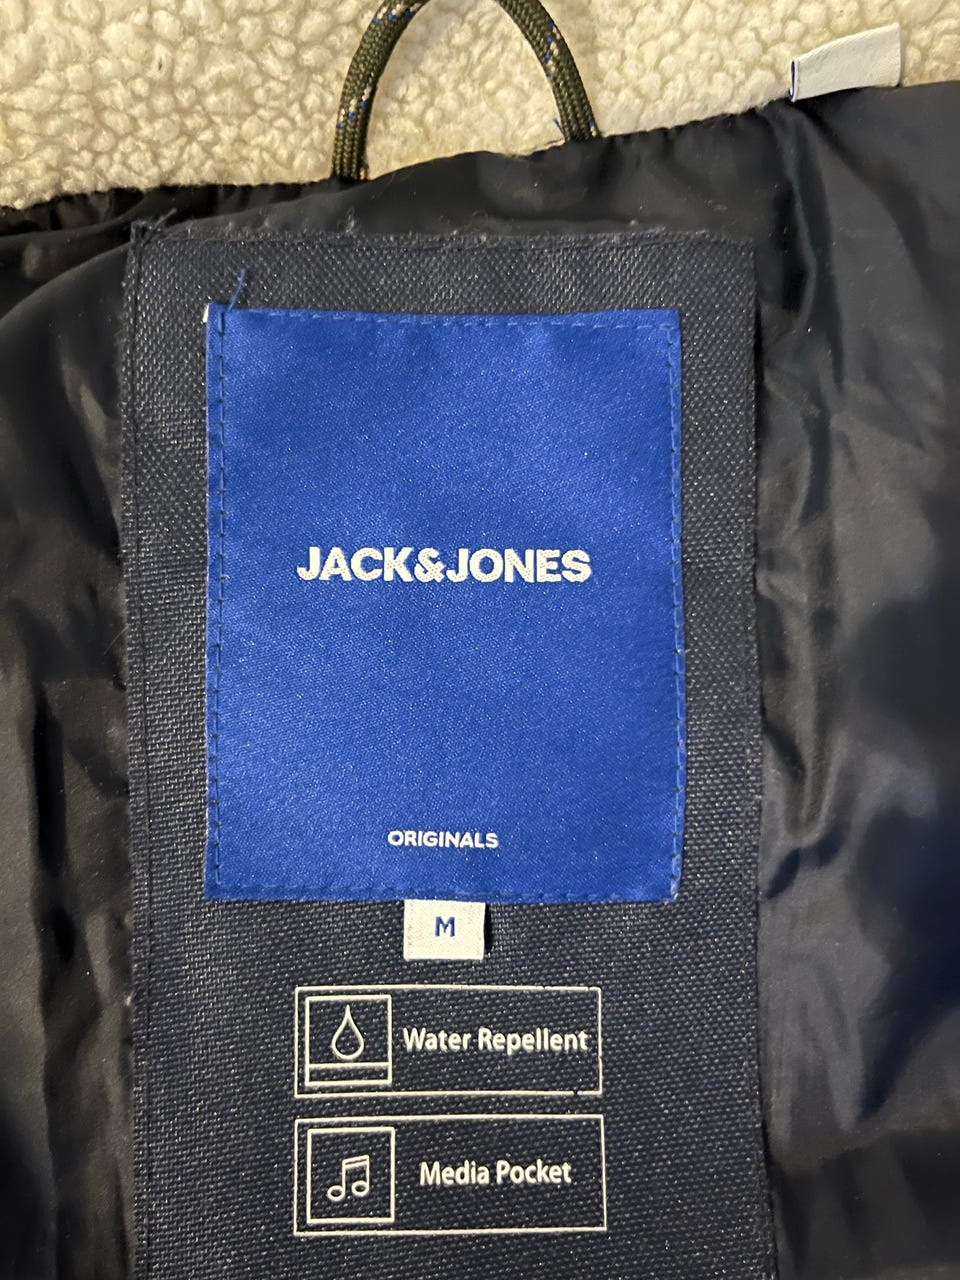 JACK&JONES
ORIGINALS
M
Water Repellent
Media Pocket